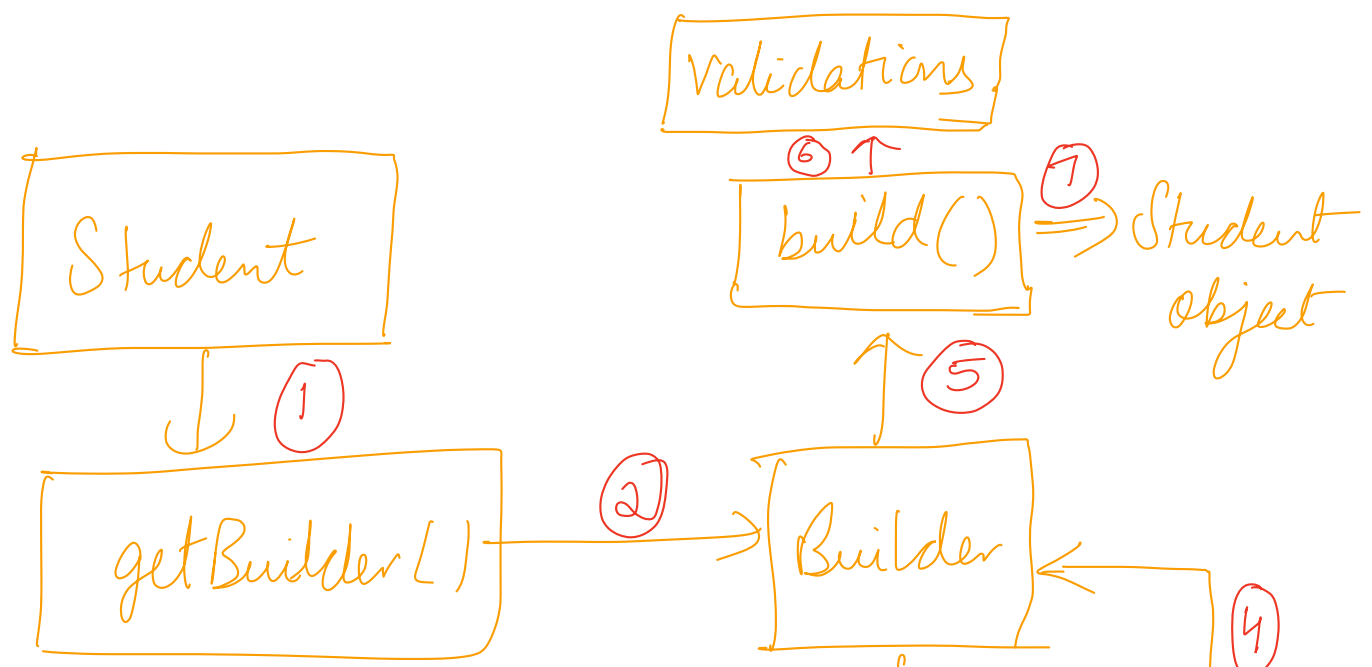 validations
6
7
build()
Student
object
Student
1
5
2
getBuilder()
Builder
4